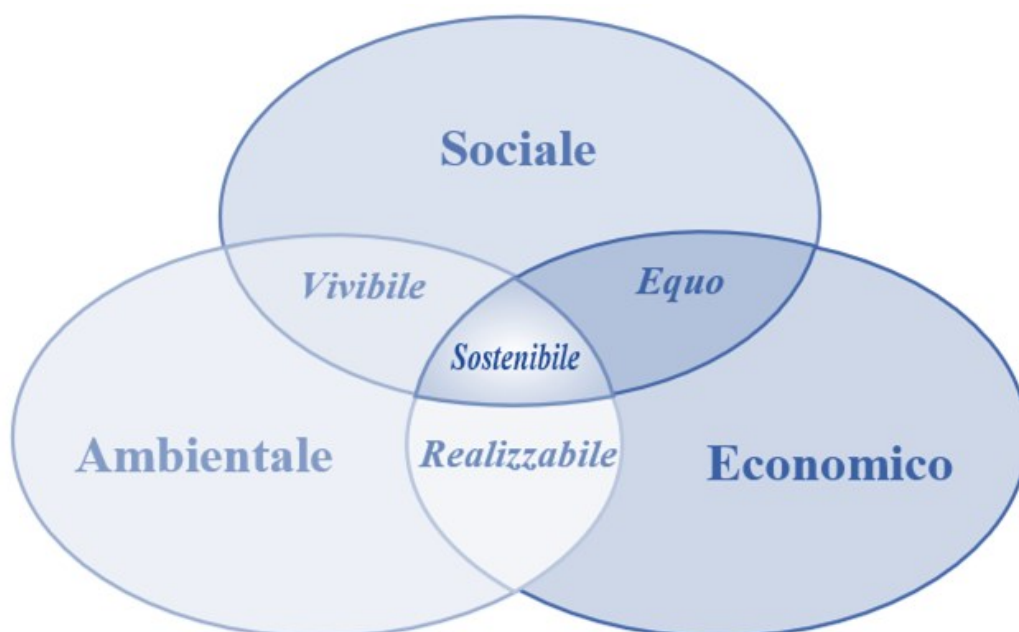 Sociale
Vivibile
Equo
Sostenibile
Ambientale
Realizzabile
Economico